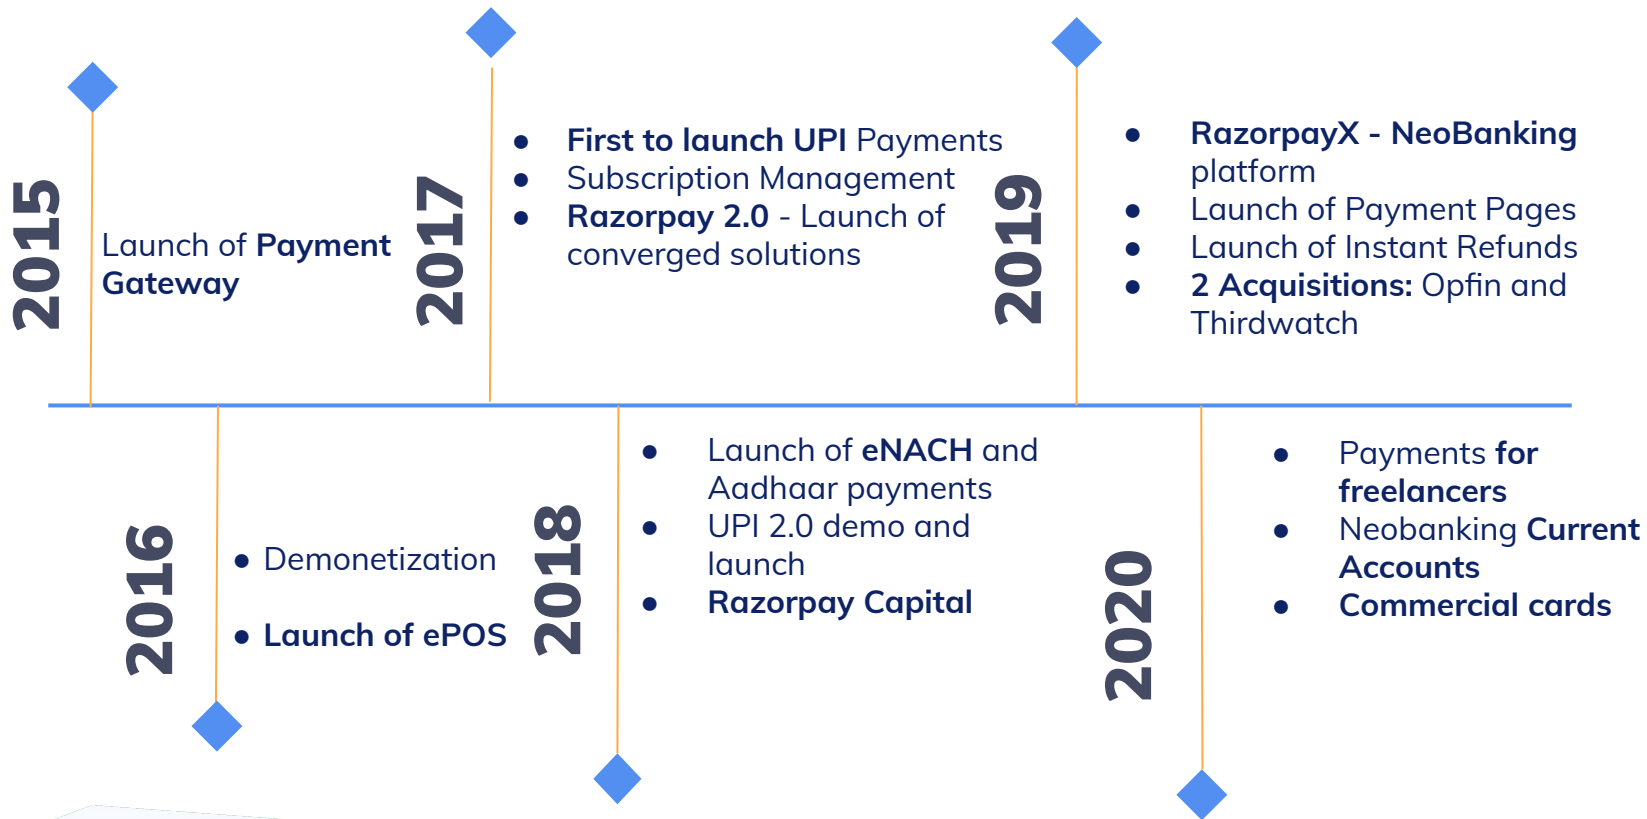 2015
Launch of Payment
Gateway
2016
● Demonetization
● Launch of ePOS
2017
● First to launch UPI Payments
● Subscription Management
● Razorpay 2.0 - Launch of
converged solutions
2018
● Launch of eNACH and
Aadhaar payments
● UPI 2.0 demo and
launch
● Razorpay Capital
2019
● RazorpayX - NeoBanking
platform
● Launch of Payment Pages
● Launch of Instant Refunds
● 2 Acquisitions: Opfin and
Thirdwatch
2020
● Payments for
freelancers
● Neobanking Current
Accounts
● Commercial cards